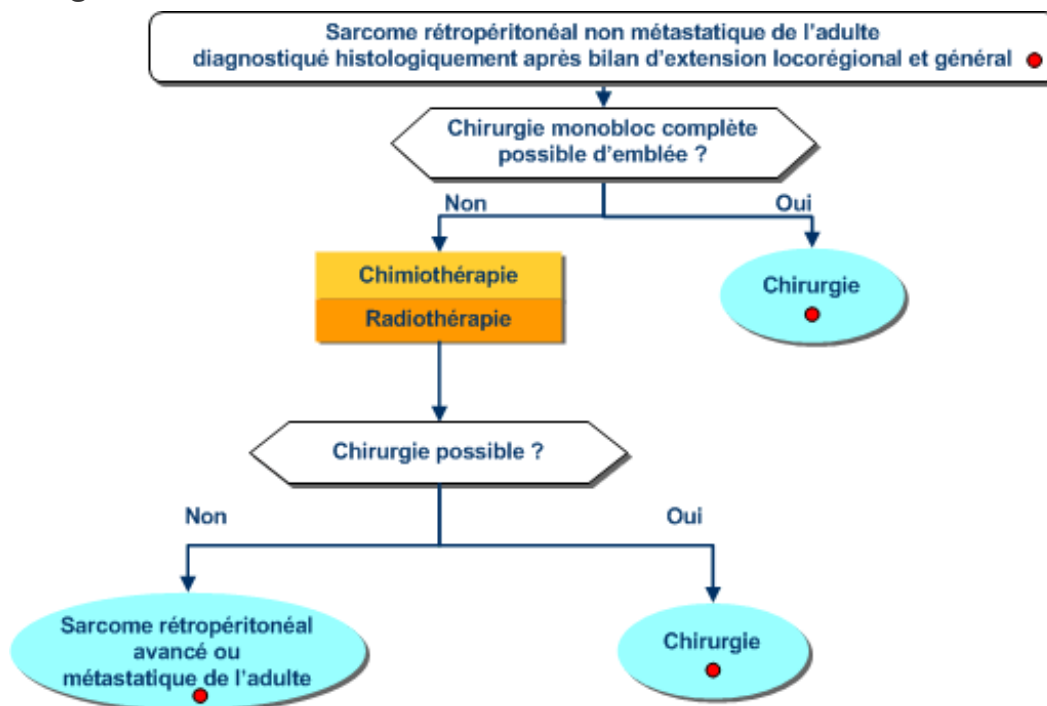 Sarcome rétropéritonéal non métastatique de l'adulte
diagnostiqué histologiquement après bilan d'extension locorégional et général
Chirurgie monobloc complète
possible d'emblée ?
Non
Oui
Chimiothérapie
Radiothérapie
Chirurgie
Chirurgie possible ?
Non
Oui
Sarcome rétropéritonéal
avancé ou
métastatique de l'adulte
Chirurgie